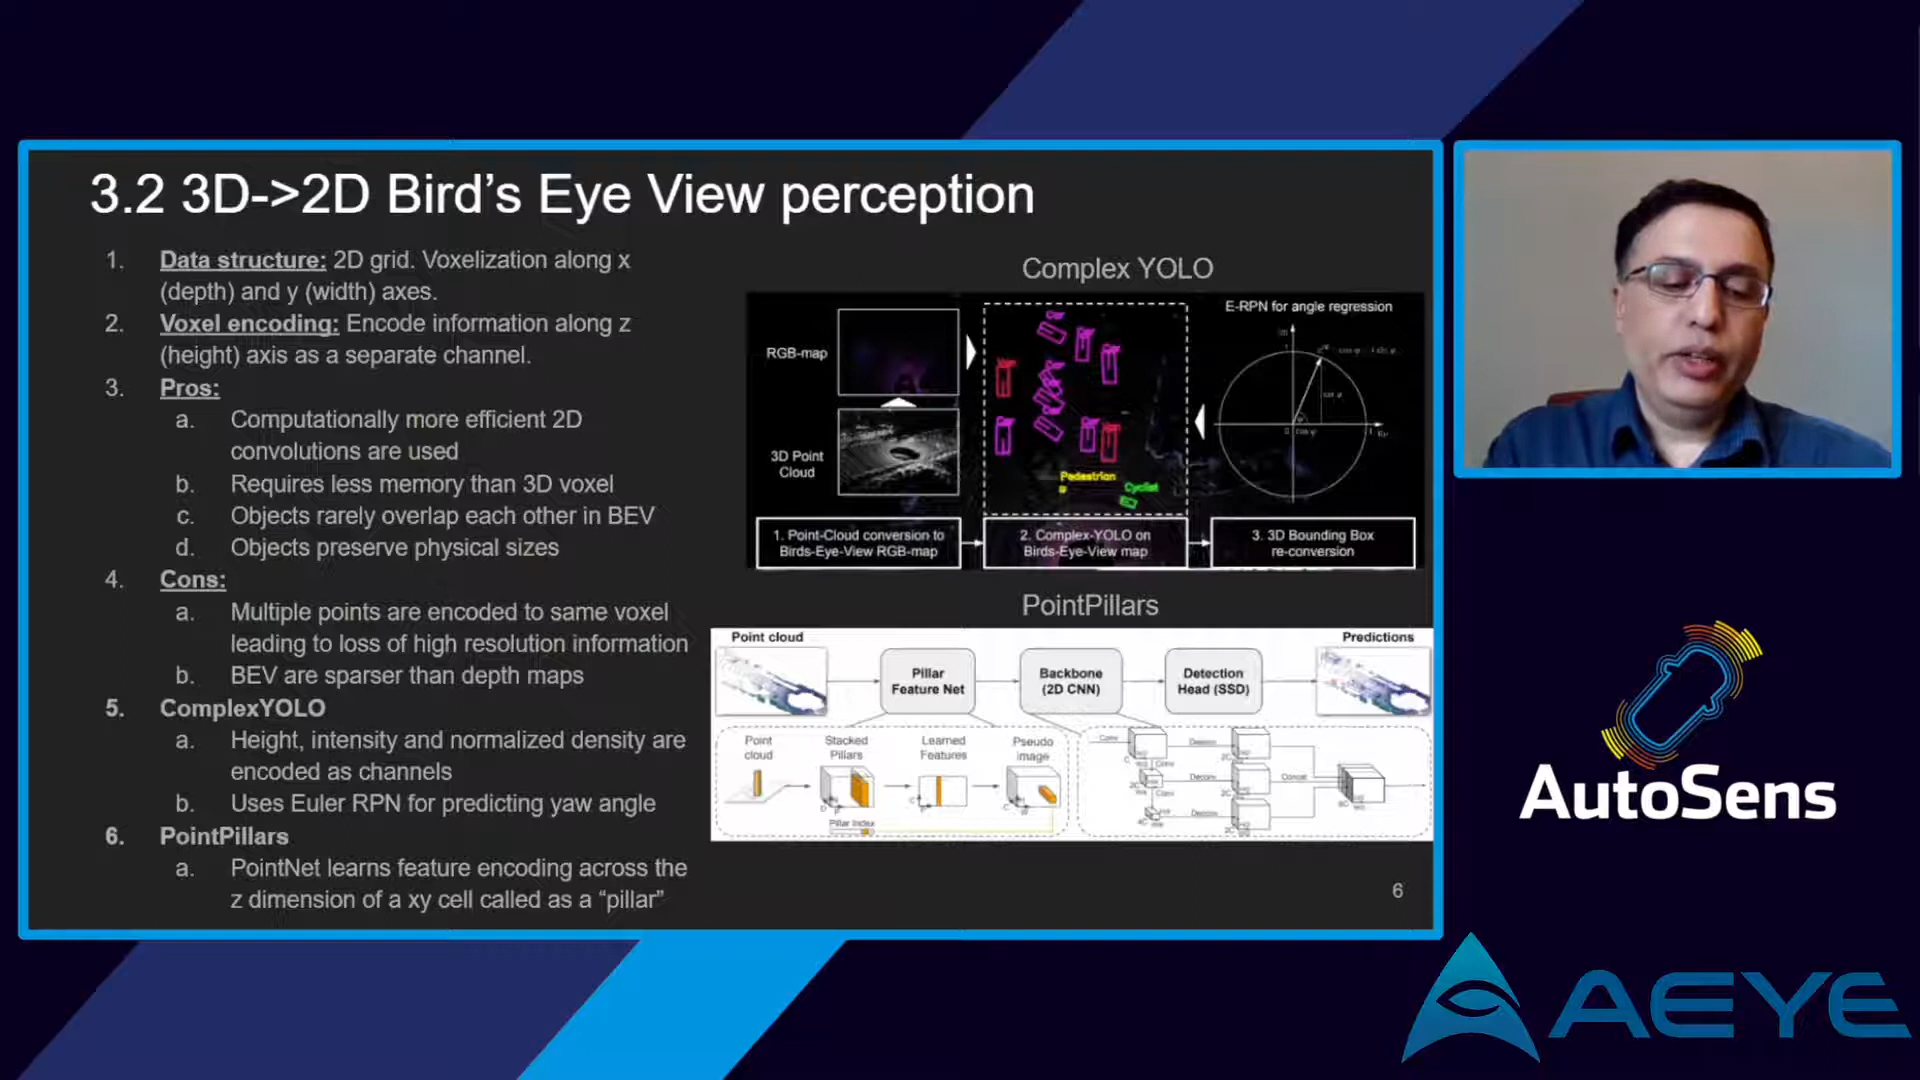 3.2 3D->2D Bird's Eye View perception
1. Data structure: 2D grid. Voxelization along x
(depth) and y (width) axes.
2. Voxel encoding: Encode information along z
(height) axis as a separate channel.
3. Pros:
a. Computationally more efficient 2D
convolutions are used
b. Requires less memory than 3D voxel
c. Objects rarely overlap each other in BEV
d. Objects preserve physical sizes
4. Cons:
a. Multiple points are encoded to same voxel
leading to loss of high resolution information
b. BEV are sparser than depth maps
5. ComplexYOLO
a. Height, intensity and normalized density are
encoded as channels
b. Uses Euler RPN for predicting yaw angle
6. PointPillars
a. PointNet learns feature encoding across the
z dimension of a xy cell called as a “pillar”
Complex YOLO
RGB-map
3D Point
Cloud
Pedestrian
Cyclist
E-RPN for angle regression
1. Point-Cloud conversion to
Birds-Eye-View RGB-map
2. Complex-YOLO on
Birds-Eye-View map
3. 3D Bounding Box
re-conversion
PointPillars
Point cloud
Pillar
Feature Net
Backbone
(2D CNN)
Detection
Head (SSD)
Predictions
Point
cloud
Stacked
Pillars
Learned
Features
Pseudo
image
Pillar Index
Conv
Conv
Conv
Deconv
Deconv
Deconv
Concat
6
AutoSens
AEYE